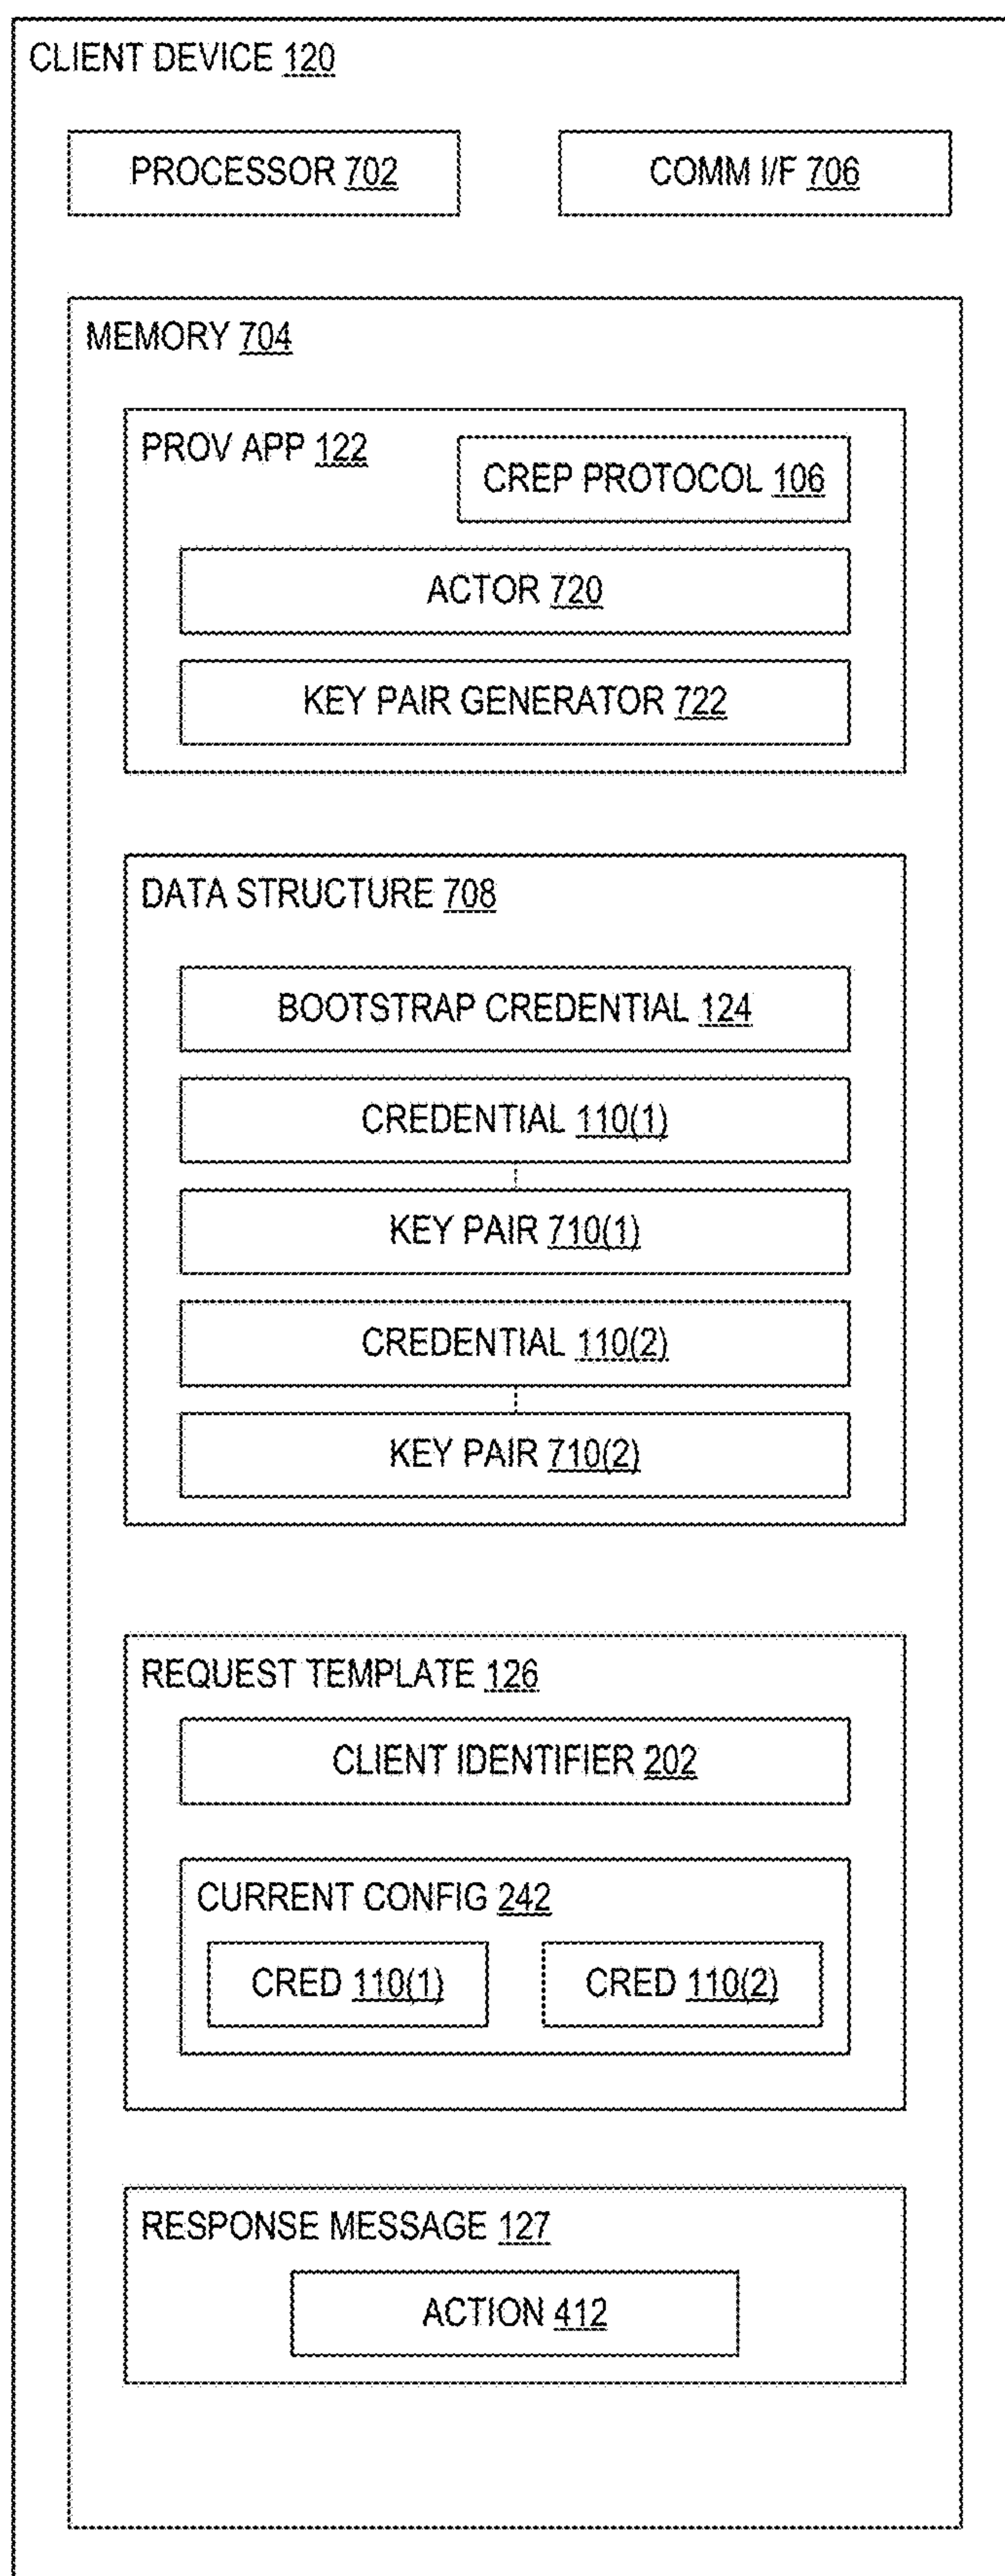 CLIENT DEVICE 120
PROCESSOR 702
COMM I/F 706
MEMORY 704
PROV APP 122
CREP PROTOCOL 106
ACTOR 720
KEY PAIR GENERATOR 722
DATA STRUCTURE 708
BOOTSTRAP CREDENTIAL 124
CREDENTIAL 110(1)
KEY PAIR 710(1)
CREDENTIAL 110(2)
KEY PAIR 710(2)
REQUEST TEMPLATE 126
CLIENT IDENTIFIER 202
CURRENT CONFIG 242
CRED 110(1)
CRED 110(2)
RESPONSE MESSAGE 127
ACTION 412